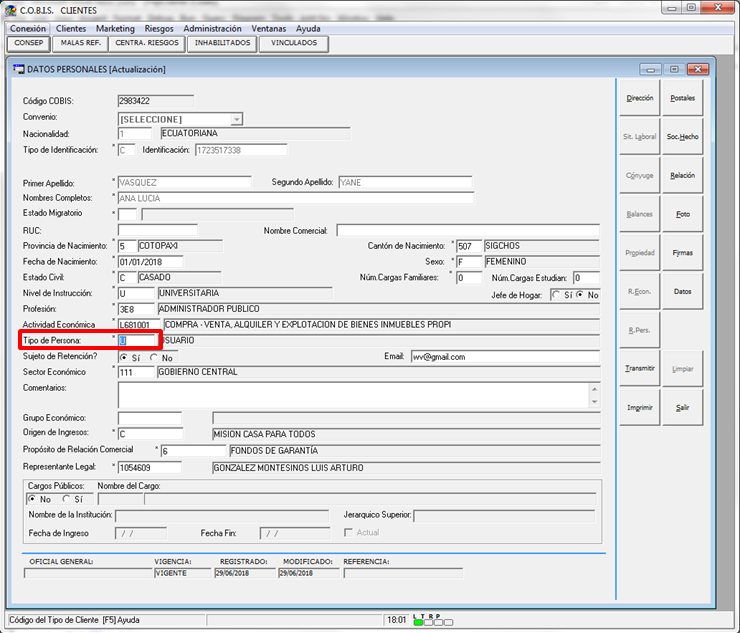 C.O.B.I.S. CLIENTES
Conexión Clientes Marketing Riesgos Administración Ventanas Ayuda
CONSEP MALAS REF. CENTRA. RIESGOS INHABILITADOS VINCULADOS
DATOS PERSONALES [Actualización]
Código COBIS: 2983422
Convenio: [SELECCIONE]
Nacionalidad: 1 ECUATORIANA
Tipo de Identificación: * C Identificación: * 1723517338
Primer Apellido: * VASQUEZ Segundo Apellido: YANE
Nombres Completos: * ANA LUCIA
Estado Migratorio *
RUC: Nombre Comercial:
Provincia de Nacimiento: * 5 COTOPAXI Cantón de Nacimiento: * 507 SIGCHOS
Fecha de Nacimiento: * 01/01/2018 Sexo: * F FEMENINO
Estado Civil: * C CASADO Núm.Cargas Familiares: * 0 Núm.Cargas Estudian: 0
Nivel de Instrucción: * U UNIVERSITARIA Jefe de Hogar: Sí No
Profesión: * 3E8 ADMINISTRADOR PUBLICO
Actividad Económica * L681001 COMPRA - VENTA, ALQUILER Y EXPLOTACION DE BIENES INMUEBLES PROPI
Tipo de Persona: * U USUARIO
Sujeto de Retención? * Sí No Email: wv@gmail.com
Sector Económico * 111 GOBIERNO CENTRAL
Comentarios:
Grupo Económico:
Origen de Ingresos: * C MISION CASA PARA TODOS
Propósito de Relación Comercial * 6 FONDOS DE GARANTÍA
Representante Legal: * 1054609 GONZALEZ MONTESINOS LUIS ARTURO
Cargos Públicos: No Sí Nombre del Cargo:
Nombre de la Institución: Jerarquico Superior:
Fecha de Ingreso / / Fecha Fin: / / Actual
OFICIAL GENERAL: VIGENCIA: REGISTRADO: MODIFICADO: REFERENCIA:
VIGENTE 29/06/2018 29/06/2018
Dirección Postales
Sit. Laboral Soc.Hecho
Cónyuge Relación
Balances Foto
Propiedad Firmas
R.Econ. Datos
R.Pers.
Transmitir Limpiar
Imprimir Salir
Código del Tipo de Cliente [F5] Ayuda 18:01 L T R P